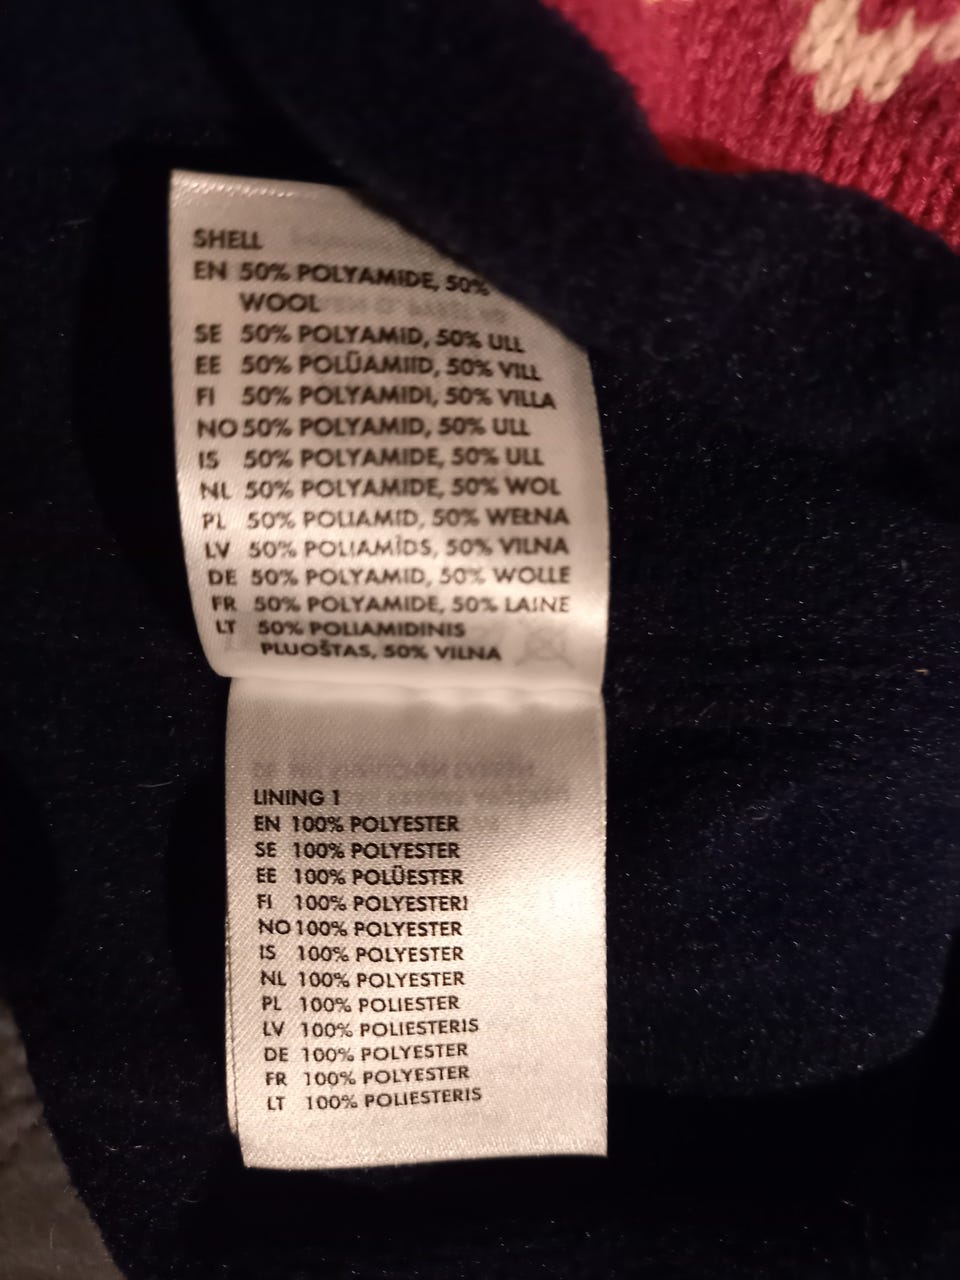 SHELL
EN 50% POLYAMIDE, 50%
WOOL
SE 50% POLYAMID, 50% ULL
EE 50% POLÜAMIID, 50% VILL
FI 50% POLYAMIDI, 50% VILLA
NO 50% POLYAMID, 50% ULL
IS 50% POLYAMIDE, 50% ULL
NL 50% POLYAMIDE, 50% WOL
PL 50% POLIAMID, 50% WEŁNA
LV 50% POLIAMĪDS, 50% VILNA
DE 50% POLYAMID, 50% WOLLE
FR 50% POLYAMIDE, 50% LAINE
LT 50% POLIAMIDINIS
PLUOŠTAS, 50% VILNA
LINING 1
EN 100% POLYESTER
SE 100% POLYESTER
EE 100% POLÜESTER
FI 100% POLYESTERI
NO 100% POLYESTER
IS 100% POLYESTER
NL 100% POLYESTER
PL 100% POLIESTER
LV 100% POLIESTERIS
DE 100% POLYESTER
FR 100% POLYESTER
LT 100% POLIESTERIS